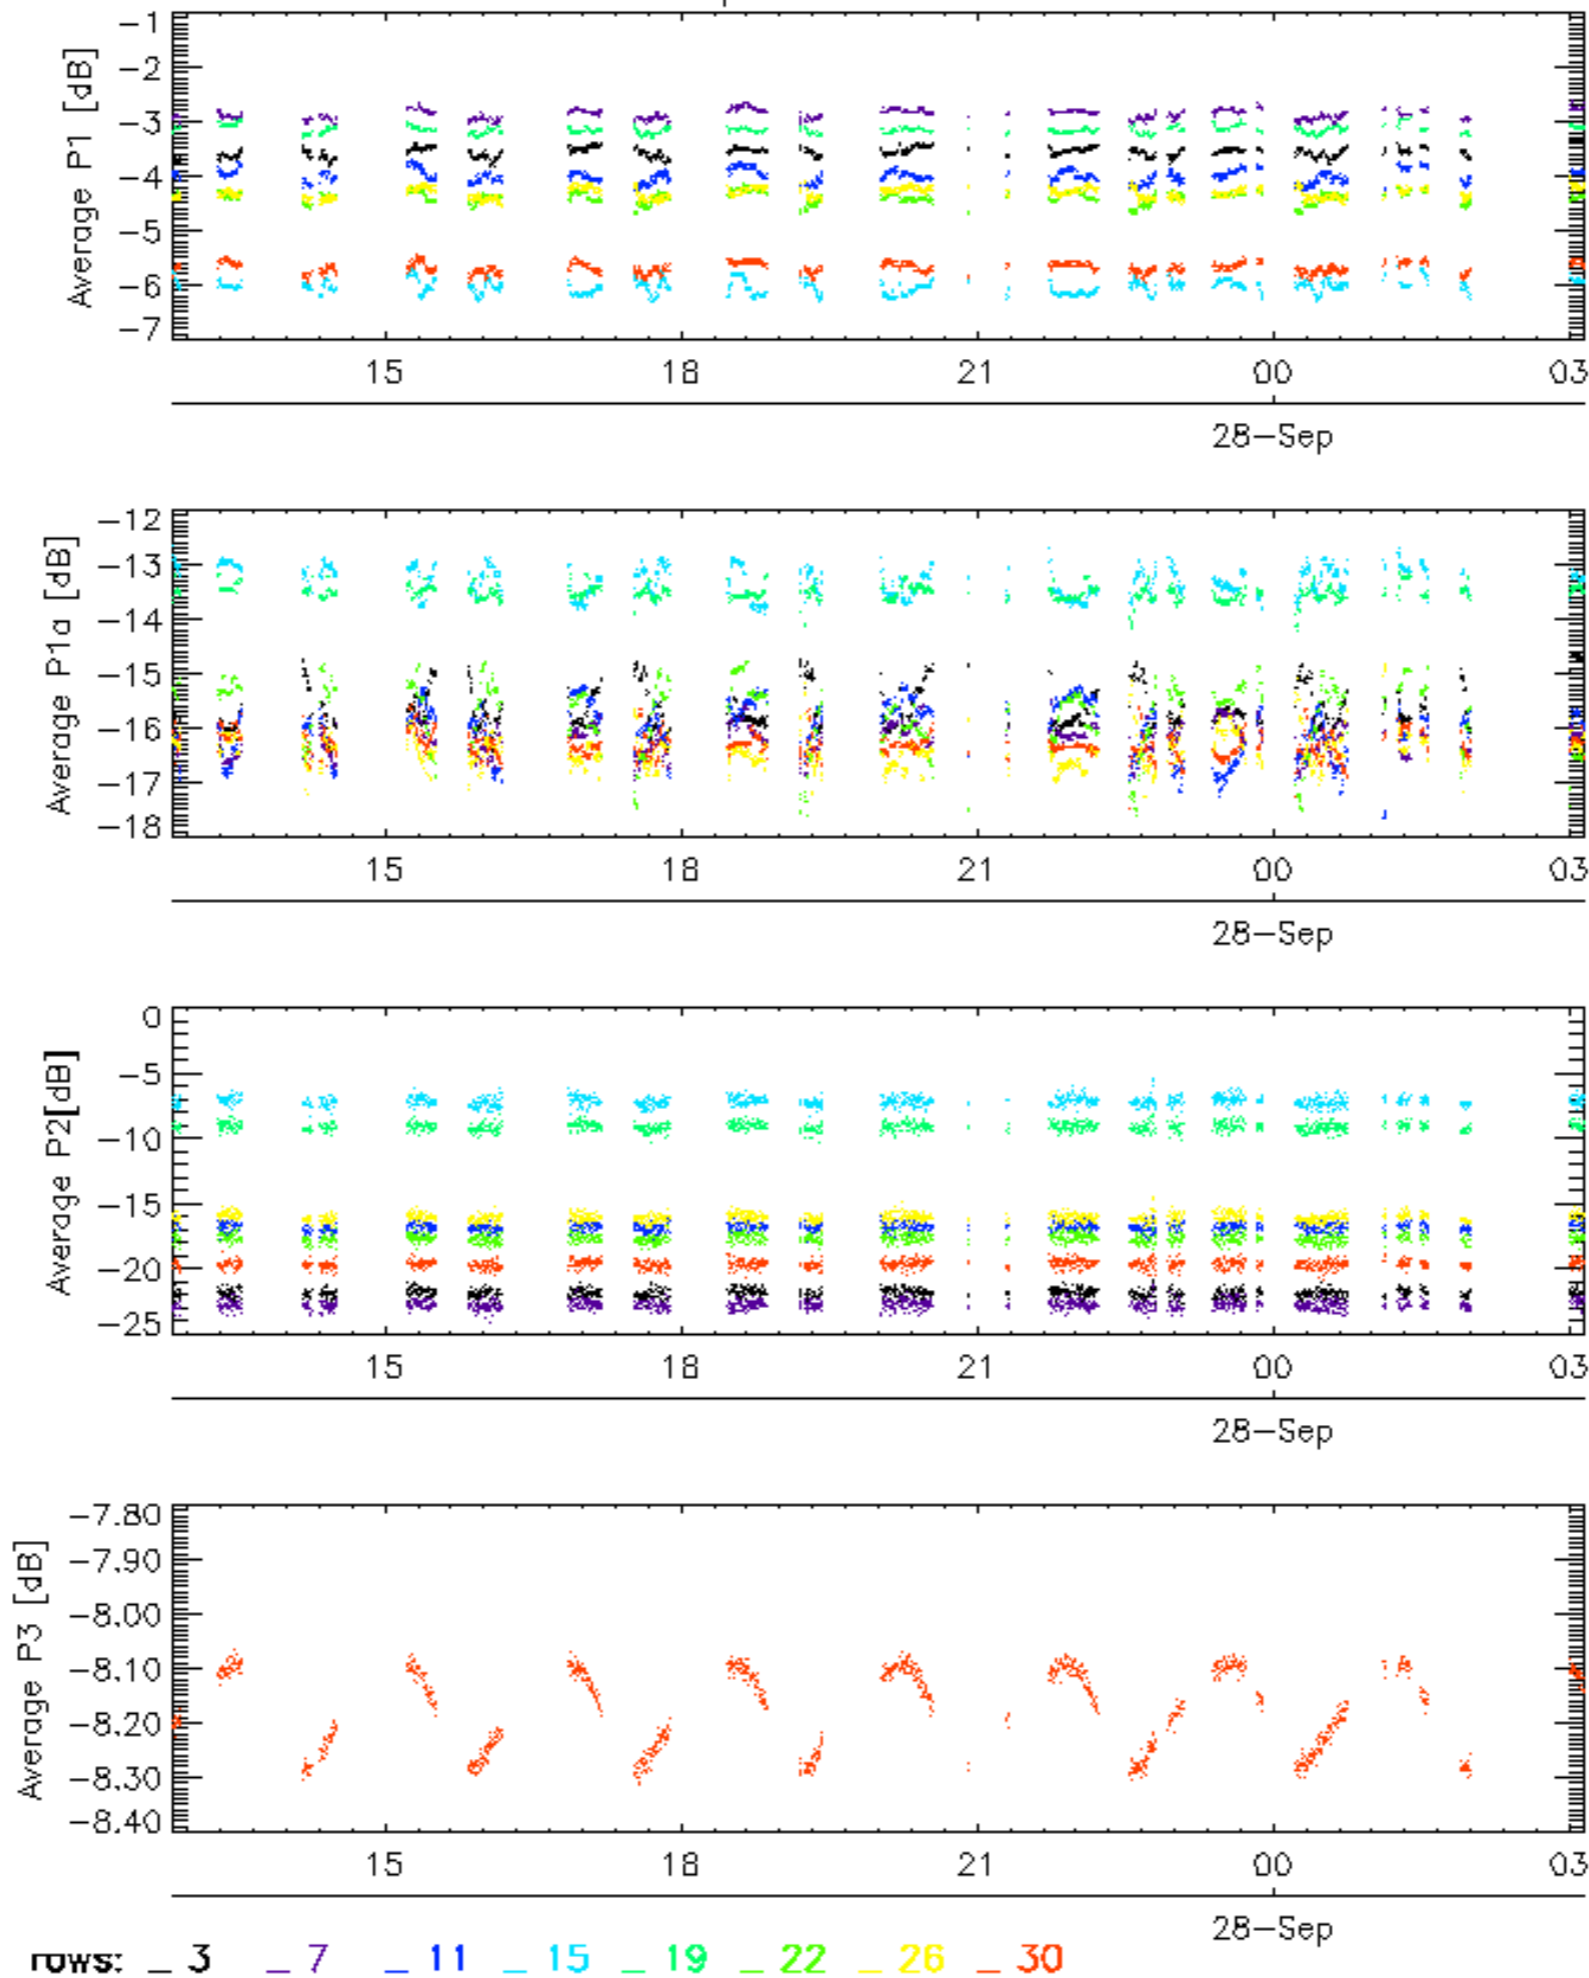 Average P1 [dB]
-1
-2
-3
-4
-5
-6
-7
15 18 21 00 03
28-Sep
Average P1a [dB]
-12
-13
-14
-15
-16
-17
-18
15 18 21 00 03
28-Sep
Average P2[dB]
0
-5
-10
-15
-20
-25
15 18 21 00 03
28-Sep
Average P3 [dB]
-7.80
-7.90
-8.00
-8.10
-8.20
-8.30
-8.40
15 18 21 00 03
28-Sep
rows: _ 3 _ 7 _ 11 _ 15 _ 19 _ 22 _ 26 _ 30